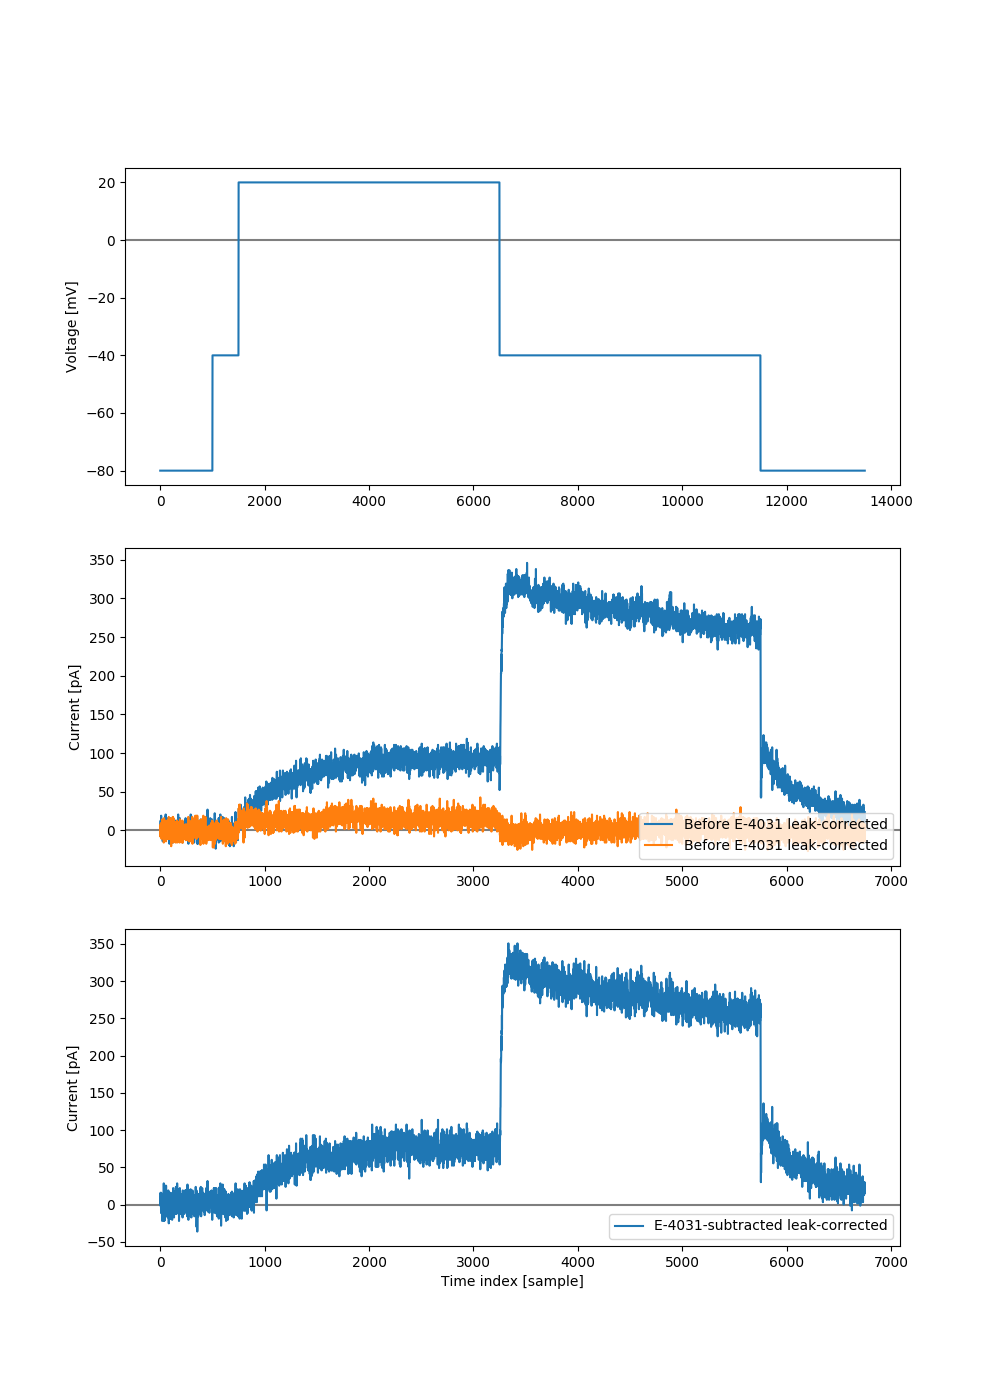 20
0
−20
−40
−60
−80
Voltage [mV]
0 2000 4000 6000 8000 10000 12000 14000
350
300
250
200
150
100
50
0
Current [pA]
Before E-4031 leak-corrected
Before E-4031 leak-corrected
0 1000 2000 3000 4000 5000 6000 7000
350
300
250
200
150
100
50
0
−50
Current [pA]
E-4031-subtracted leak-corrected
0 1000 2000 3000 4000 5000 6000 7000
Time index [sample]